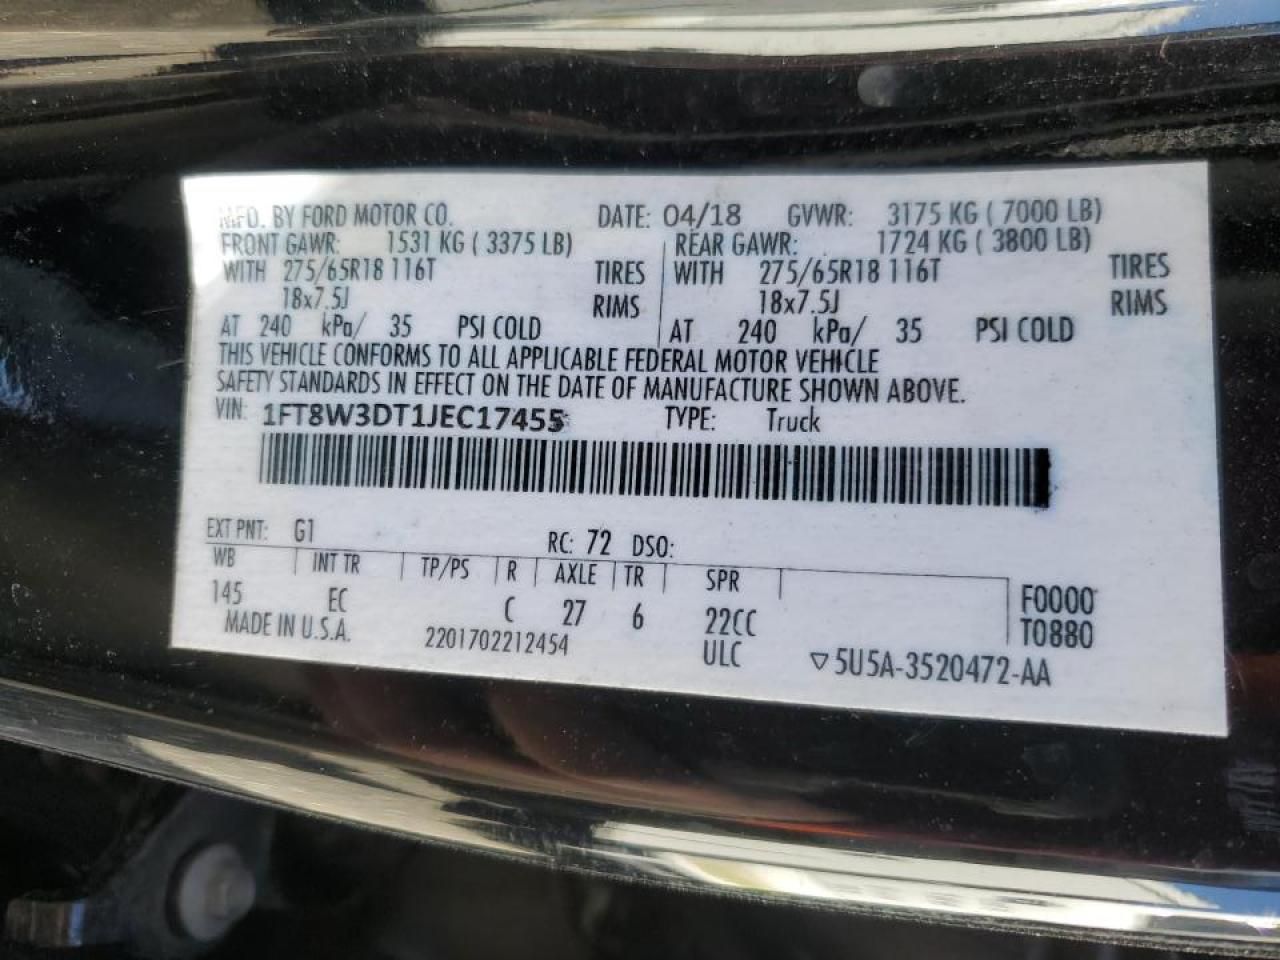 MFD. BY FORD MOTOR CO. DATE: 04/18 GVWR: 3175 KG ( 7000 LB)
FRONT GAWR: 1531 KG ( 3375 LB) REAR GAWR: 1724 KG ( 3800 LB)
WITH 275/65R18 116T TIRES WITH 275/65R18 116T TIRES
18x7.5J RIMS 18x7.5J RIMS
AT 240 kPa/ 35 PSI COLD AT 240 kPa/ 35 PSI COLD
THIS VEHICLE CONFORMS TO ALL APPLICABLE FEDERAL MOTOR VEHICLE
SAFETY STANDARDS IN EFFECT ON THE DATE OF MANUFACTURE SHOWN ABOVE.
VIN: 1FT8W3DT1JEC17455 TYPE: Truck
EXT PNT: G1 RC: 72 DSO:
WB INT TR TP/PS R AXLE TR SPR
145 EC C 27 6 22CC F0000
MADE IN U.S.A. 2201702212454 ULC T0880
▽5U5A-3520472-AA